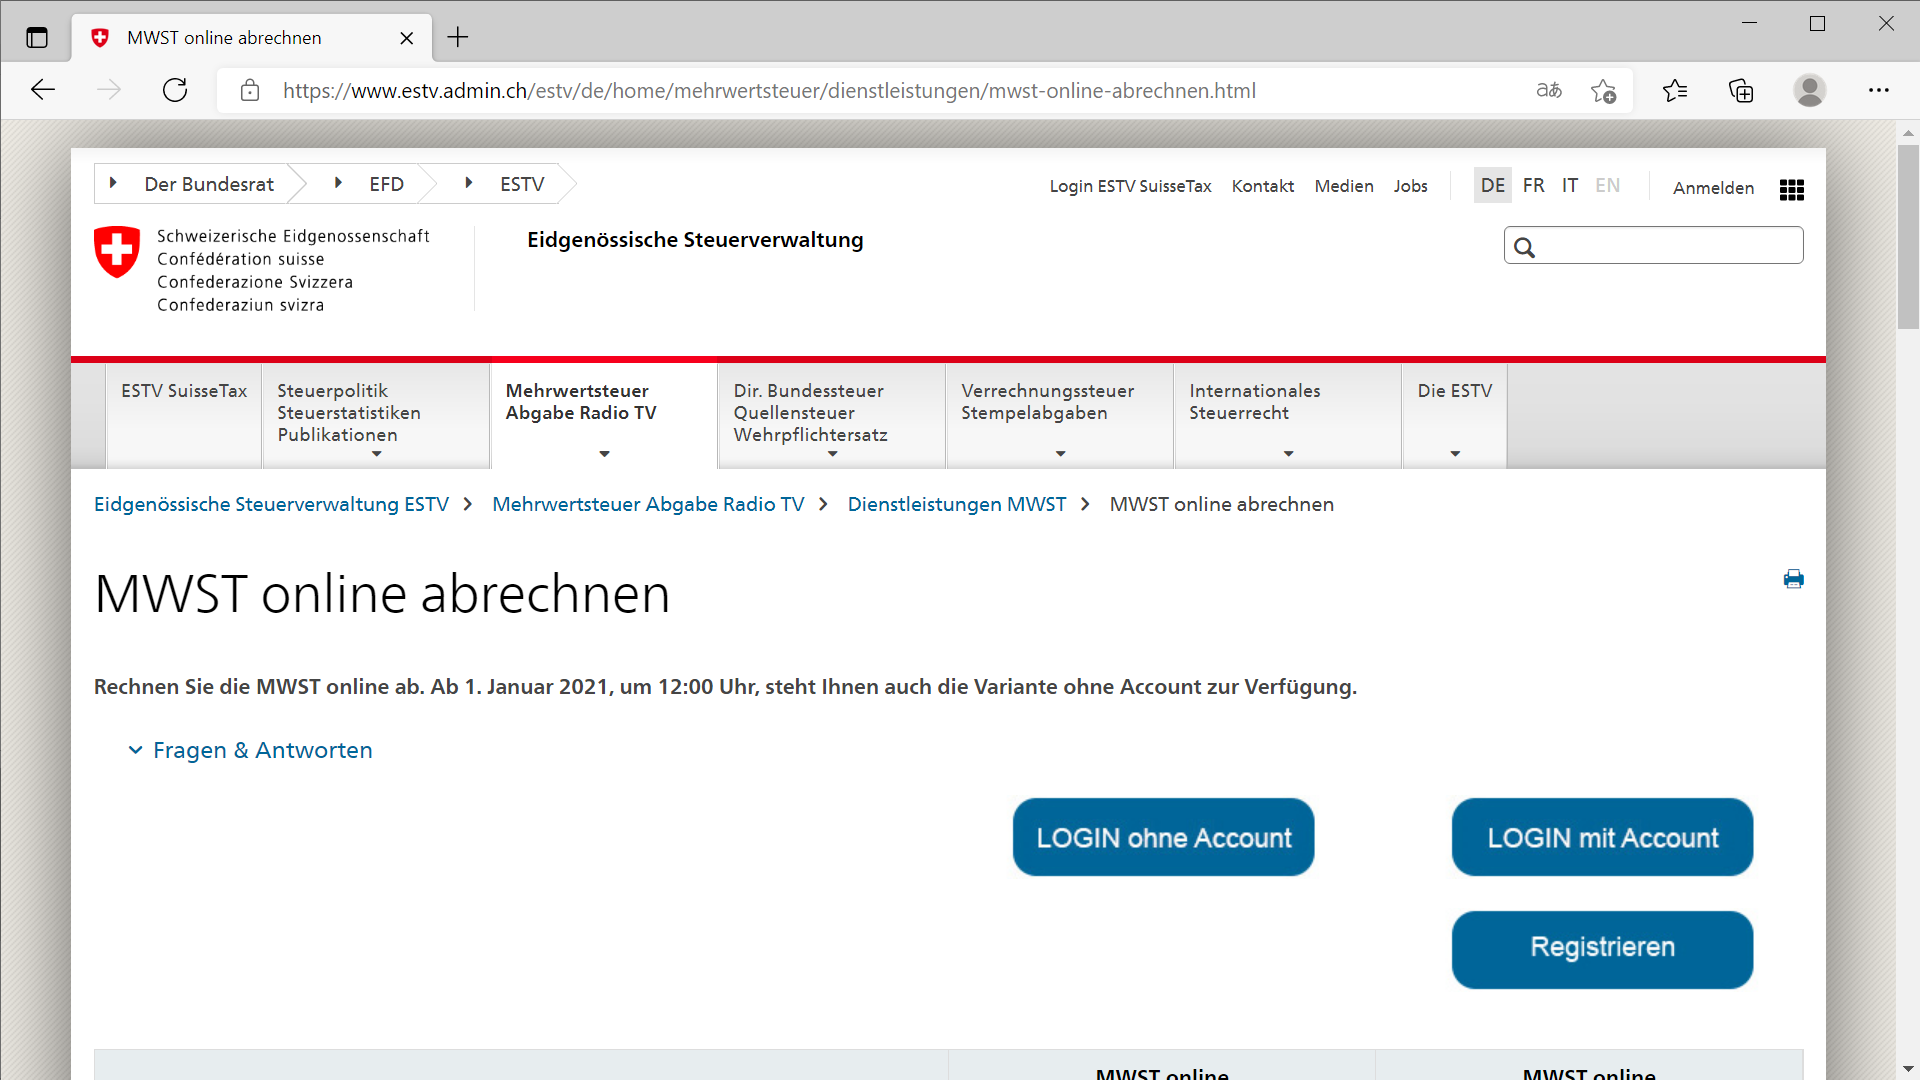 MWST online abrechnen
https://www.estv.admin.ch/estv/de/home/mehrwertsteuer/dienstleistungen/mwst-online-abrechnen.html
aあ
Der Bundesrat
EFD
ESTV
Login ESTV SuisseTax
Kontakt
Medien
Jobs
DE
FR
IT
EN
Anmelden
Schweizerische Eidgenossenschaft
Confédération suisse
Confederazione Svizzera
Confederaziun svizra
Eidgenössische Steuerverwaltung
ESTV SuisseTax
Steuerpolitik
Steuerstatistiken
Publikationen
Mehrwertsteuer
Abgabe Radio TV
Dir. Bundessteuer
Quellensteuer
Wehrpflichtersatz
Verrechnungssteuer
Stempelabgaben
Internationales
Steuerrecht
Die ESTV
Eidgenössische Steuerverwaltung ESTV
Mehrwertsteuer Abgabe Radio TV
Dienstleistungen MWST
MWST online abrechnen
MWST online abrechnen
Rechnen Sie die MWST online ab. Ab 1. Januar 2021, um 12:00 Uhr, steht Ihnen auch die Variante ohne Account zur Verfügung.
Fragen & Antworten
LOGIN ohne Account
LOGIN mit Account
Registrieren
MWST online
MWST online